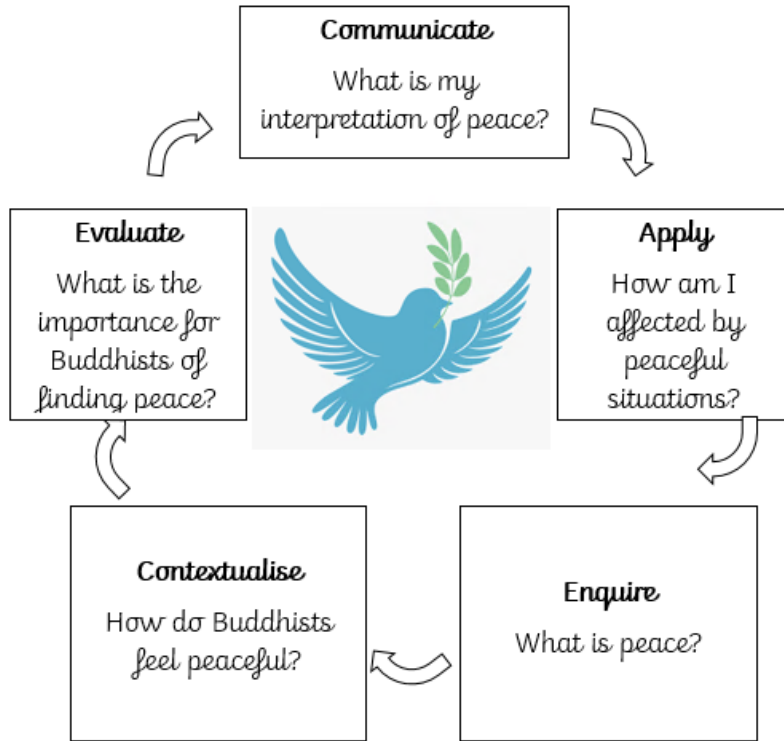 Communicate
What is my
interpretation of peace?
Apply
How am I
affected by
peaceful
situations?
Enquire
What is peace?
Contextualise
How do Buddhists
feel peaceful?
Evaluate
What is the
importance for
Buddhists of
finding peace?